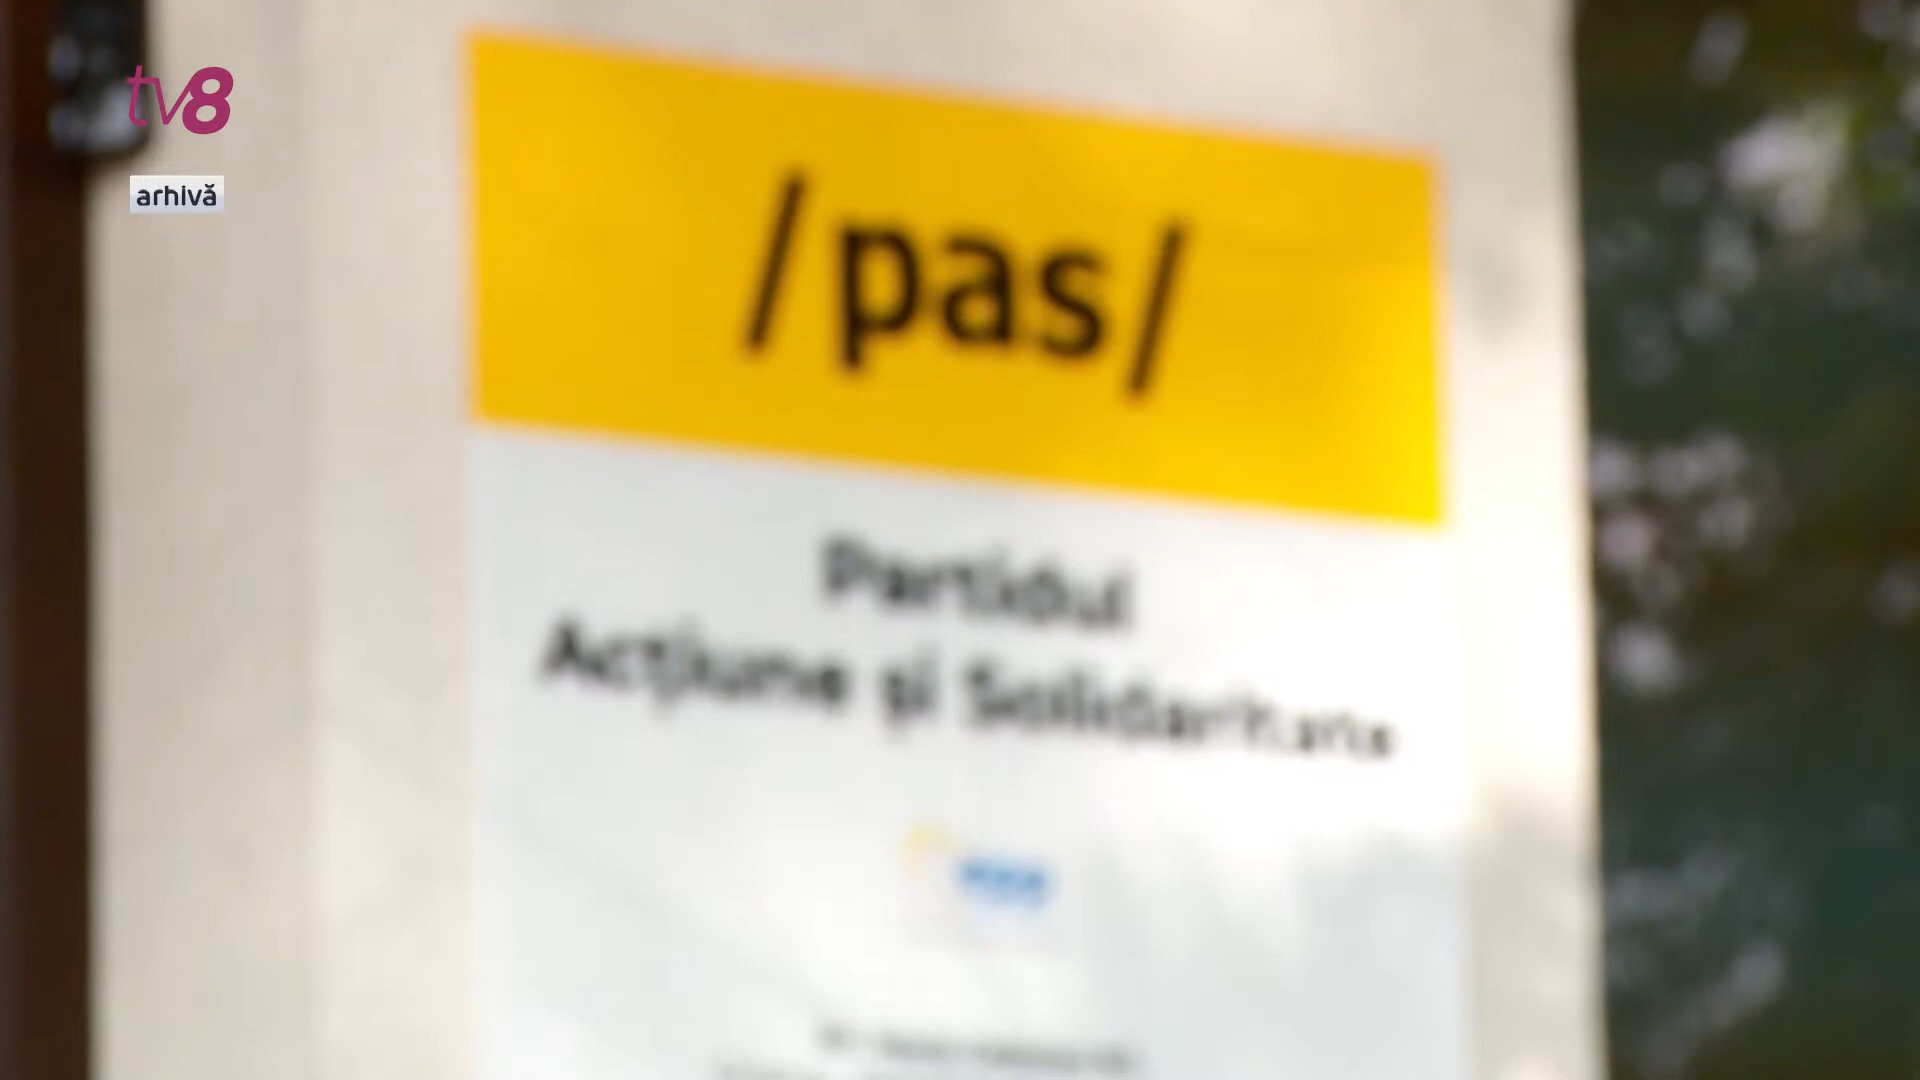 tv8
arhivă
/pas/
Partidul
Acțiune și Solidaritate